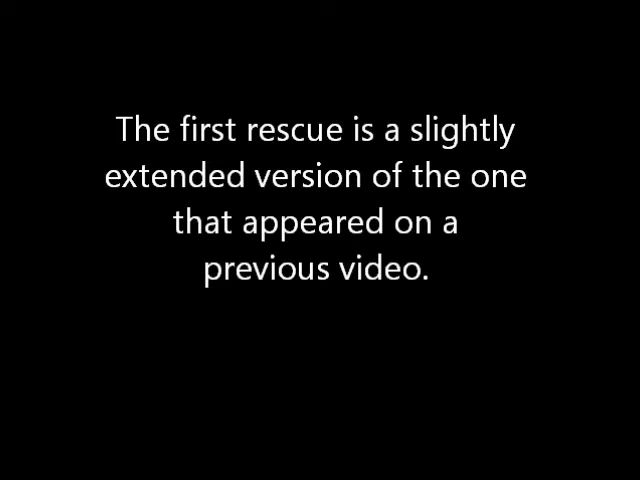 The first rescue is a slightly
extended version of the one
that appeared on a
previous video.